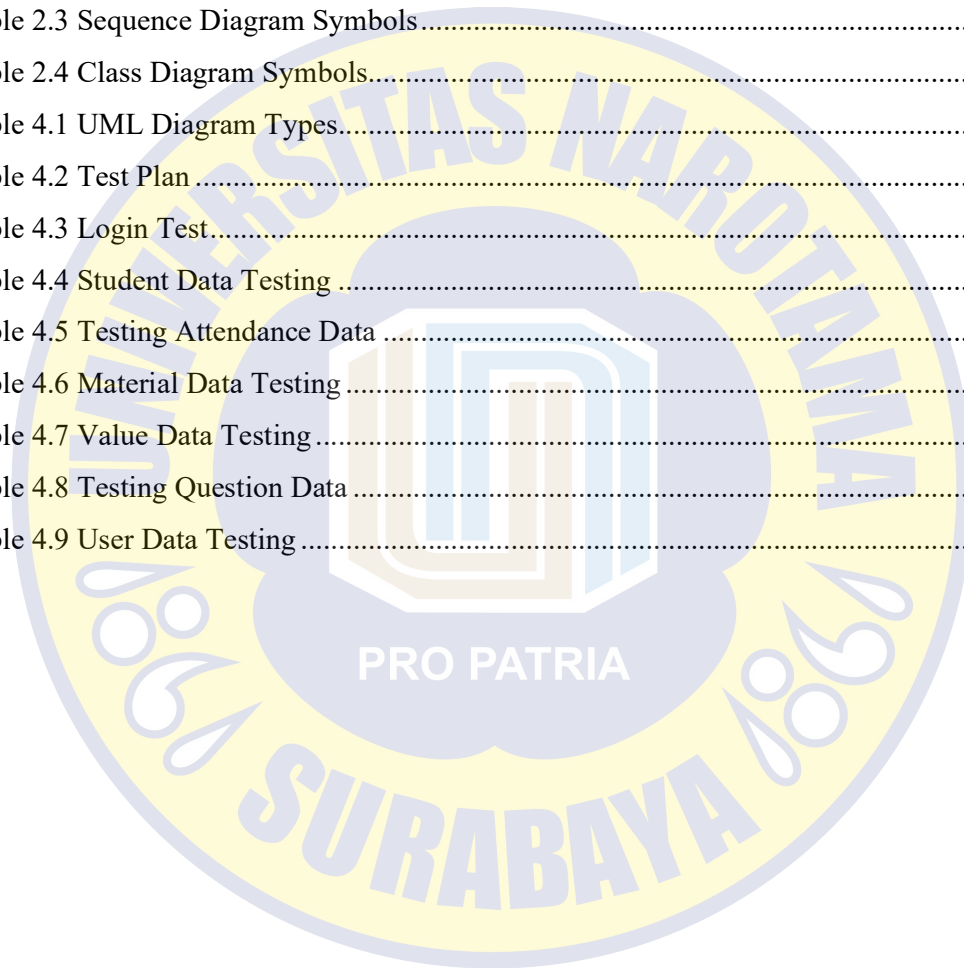 ble 2.3 Sequence Diagram Symbols
ble 2.4 Class Diagram Symbols
ble 4.1 UML Diagram Types
ble 4.2 Test Plan
ble 4.3 Login Test
ble 4.4 Student Data Testing
ble 4.5 Testing Attendance Data
ble 4.6 Material Data Testing
ble 4.7 Value Data Testing
ble 4.8 Testing Question Data
ble 4.9 User Data Testing
UNIVERSITAS NAROTAMA
PRO PATRIA
SURABAYA